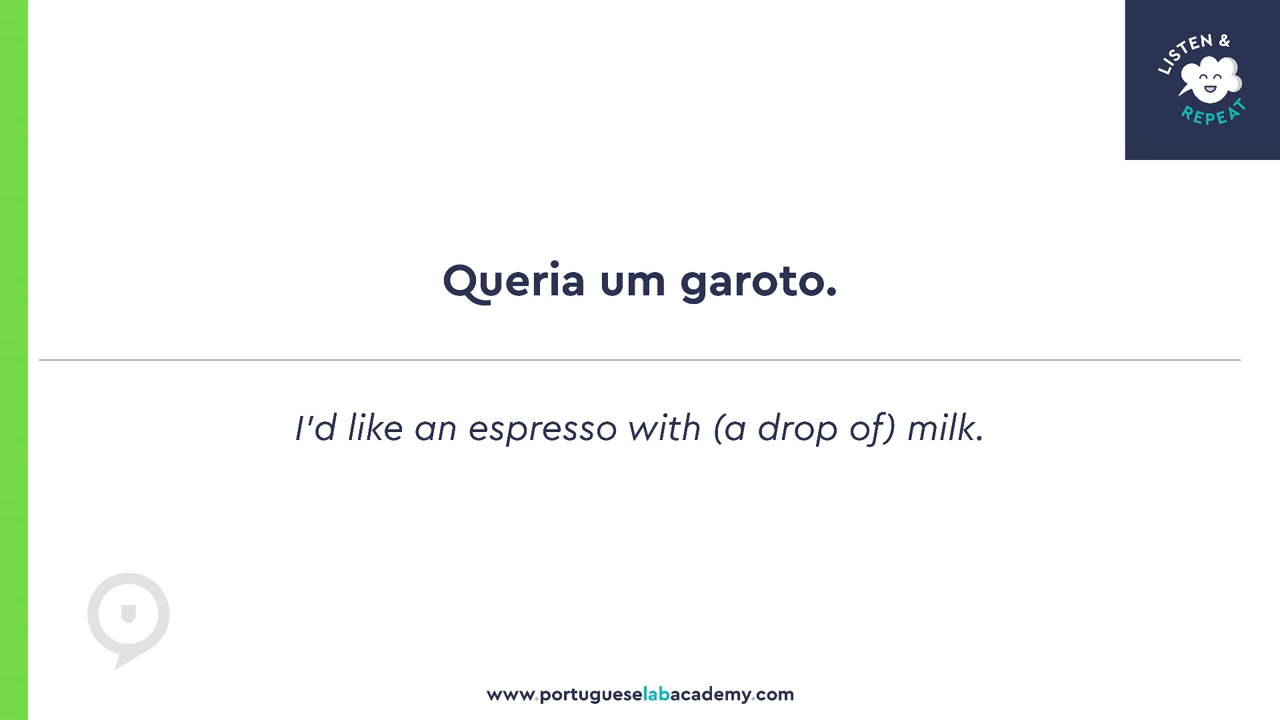 LISTEN &
REPEAT
Queria um garoto.
I'd like an espresso with (a drop of) milk.
www.portugueselabacademy.com